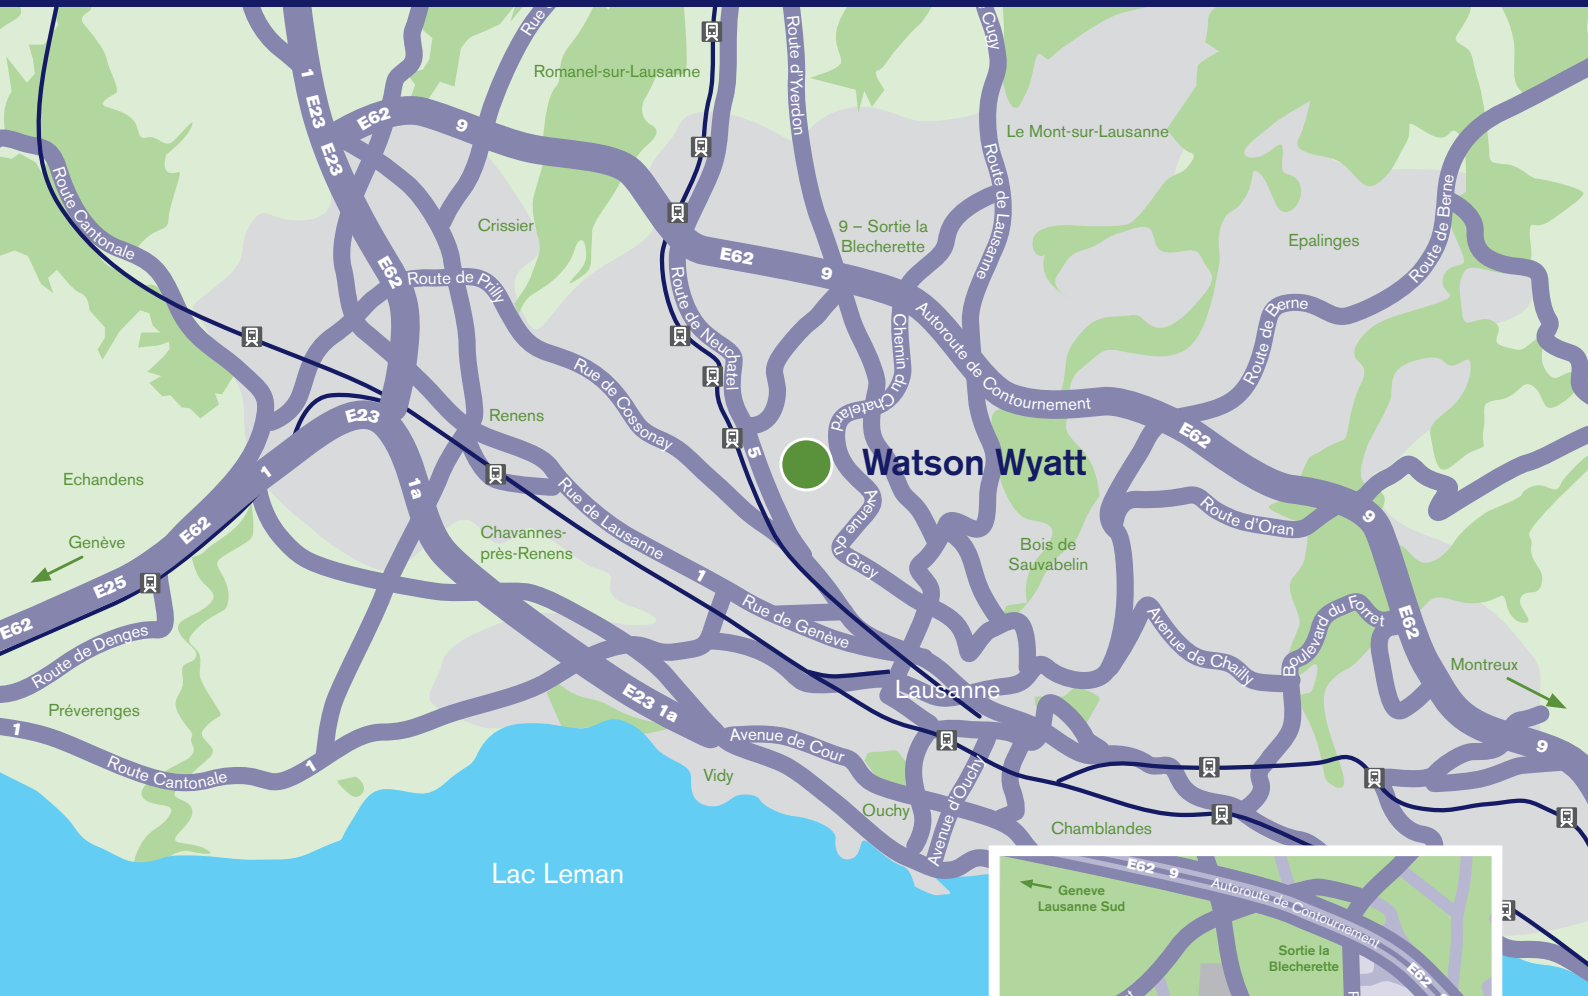 Rue
Cugy
1
E23
Route d'Yverdon
Romanel-sur-Lausanne
E62
9
E23
Le Mont-sur-Lausanne
Route Cantonale
Route de Lausanne
Route de Berne
Crissier
9 – Sortie la
Blecherette
Epalinges
E62
9
E62
Route de Prilly
Route de Neuchatel
Chemin du Chatelard
Autoroute de Contournement
Route de Berne
Rue de Cossonay
E23
Renens
5
Watson Wyatt
E62
Echandens
1
1a
Rue de Lausanne
Avenue du Grey
Route d'Oran
9
Genève
E62
Chavannes-
près-Renens
Bois de
Sauvabelin
E25
1
E62
Rue de Genève
Avenue de Chailly
Boulevard du Forret
E62
Route de Denges
Montreux
Lausanne
Préverenges
E23 1a
1
Avenue de Cour
9
Route Cantonale
1
Vidy
Avenue d'Ouchy
Ouchy
Chamblandes
Lac Leman
E62 9
Autoroute de Contournement
Geneve
Lausanne Sud
Sortie la
Blecherette
E62